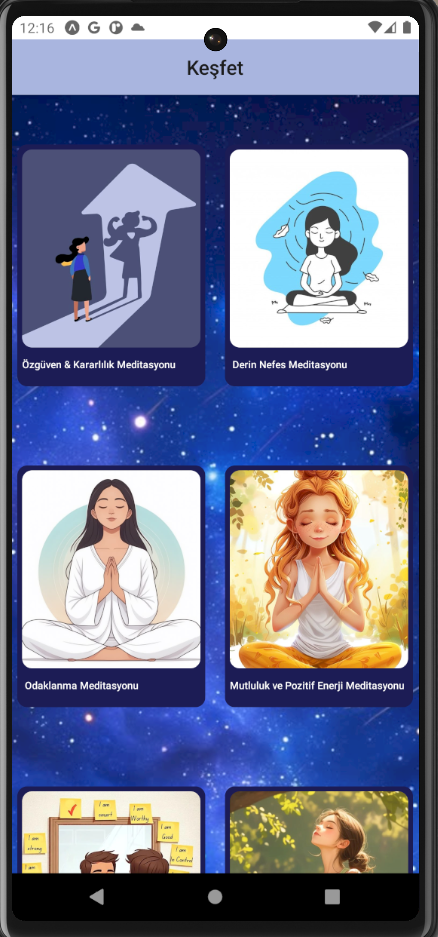 12:16
Keşfet
Özgüven & Kararlılık Meditasyonu
Derin Nefes Meditasyonu
Odaklanma Meditasyonu
Mutluluk ve Pozitif Enerji Meditasyonu
I am smart
I am Worthy
I am Good
I am strong
I am In Control
I am